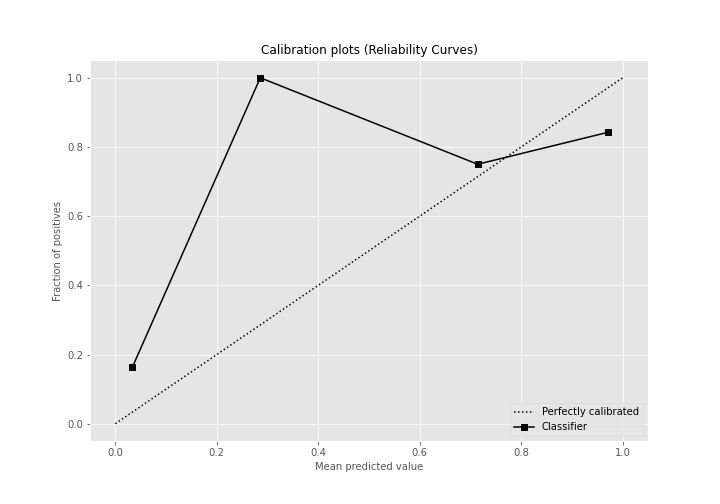 Calibration plots (Reliability Curves)
1.0
0.8
0.6
0.4
0.2
0.0
Fraction of positives
Perfectly calibrated
Classifier
0.0 0.2 0.4 0.6 0.8 1.0
Mean predicted value